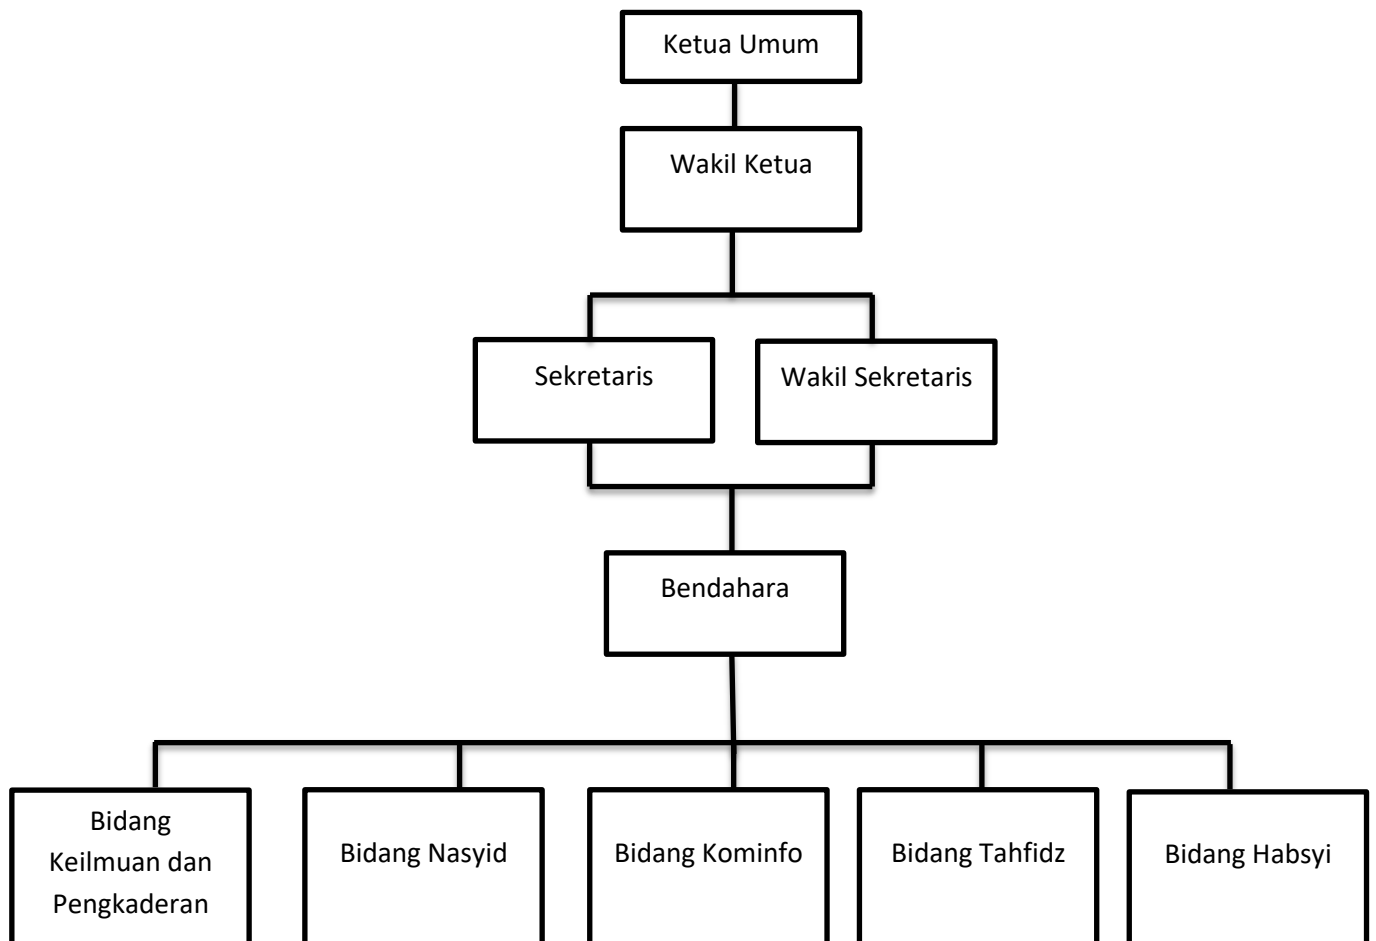 Ketua Umum
Wakil Ketua
Sekretaris
Wakil Sekretaris
Bendahara
Bidang
Keilmuan dan
Pengkaderan
Bidang Nasyid
Bidang Kominfo
Bidang Tahfidz
Bidang Habsyi